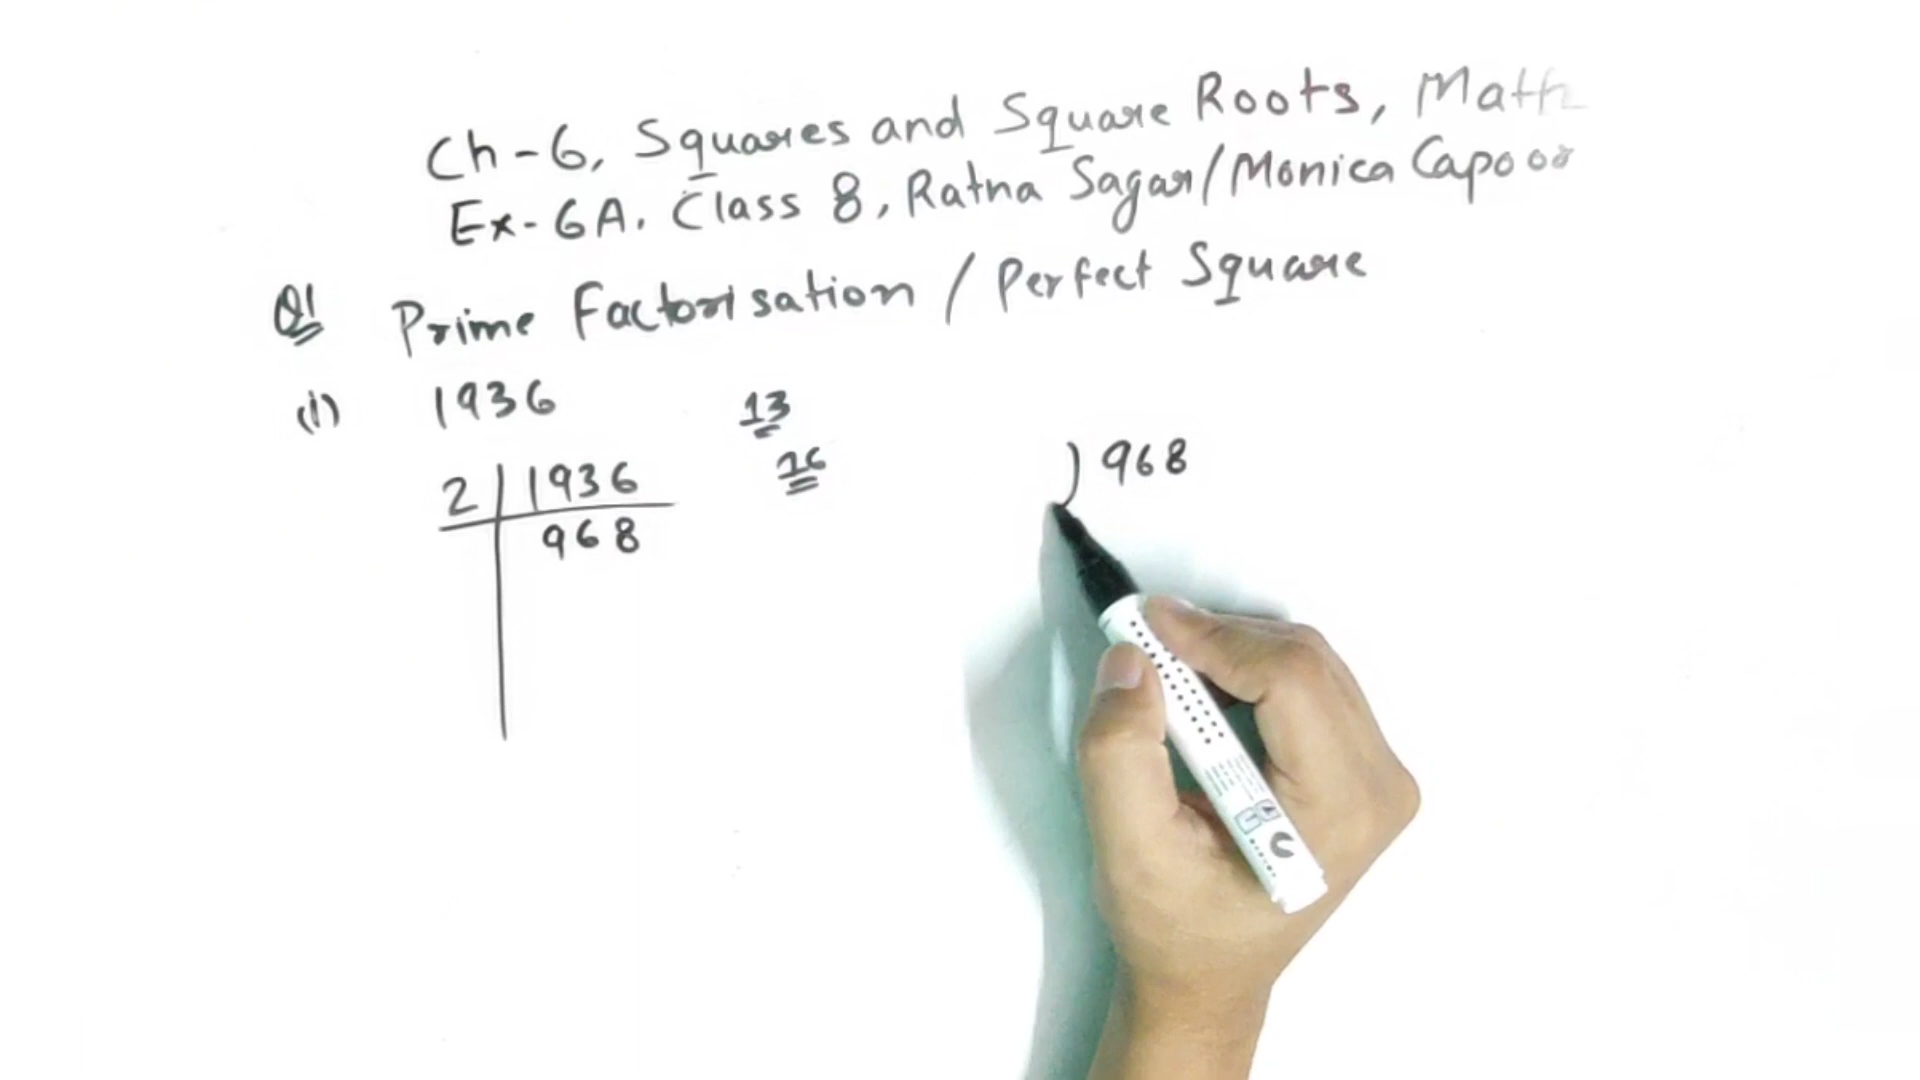 Ch-6, Squares and Square Roots, Math
Ex-6A. Class 8, Ratna Sagar/Monica Capoor
Q1 Prime Factorisation / Perfect Square
(i) 1936
13
16
2 1936
968
) 968